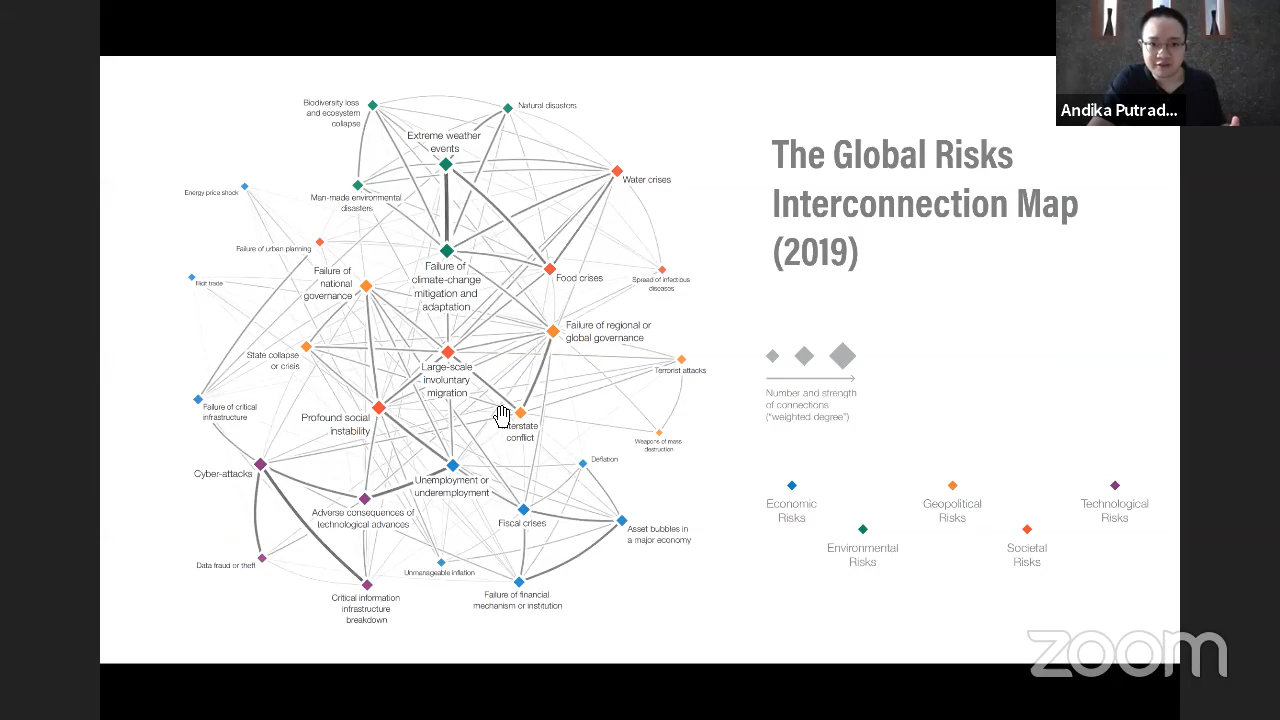 Andika Putrad...
The Global Risks
Interconnection Map
(2019)
Biodiversity loss
and ecosystem
collapse
Natural disasters
Extreme weather
events
Water crises
Energy price shock
Man-made environmental
disasters
Failure of urban planning
Failure of
national
governance
Failure of
climate-change
mitigation and
adaptation
Food crises
Spread of infectious
diseases
Illicit trade
Failure of regional or
global governance
State collapse
or crisis
Large-scale
involuntary
migration
Terrorist attacks
Failure of critical
infrastructure
Profound social
instability
conflict
Weapons of mass
destruction
Cyber-attacks
Unemployment or
underemployment
Deflation
Adverse consequences of
technological advances
Fiscal crises
Asset bubbles in
a major economy
Data fraud or theft
Unmanageable inflation
Critical information
infrastructure
breakdown
Failure of financial
mechanism or institution
Number and strength
of connections
("weighted degree")
Economic
Risks
Geopolitical
Risks
Technological
Risks
Environmental
Risks
Societal
Risks
zoom